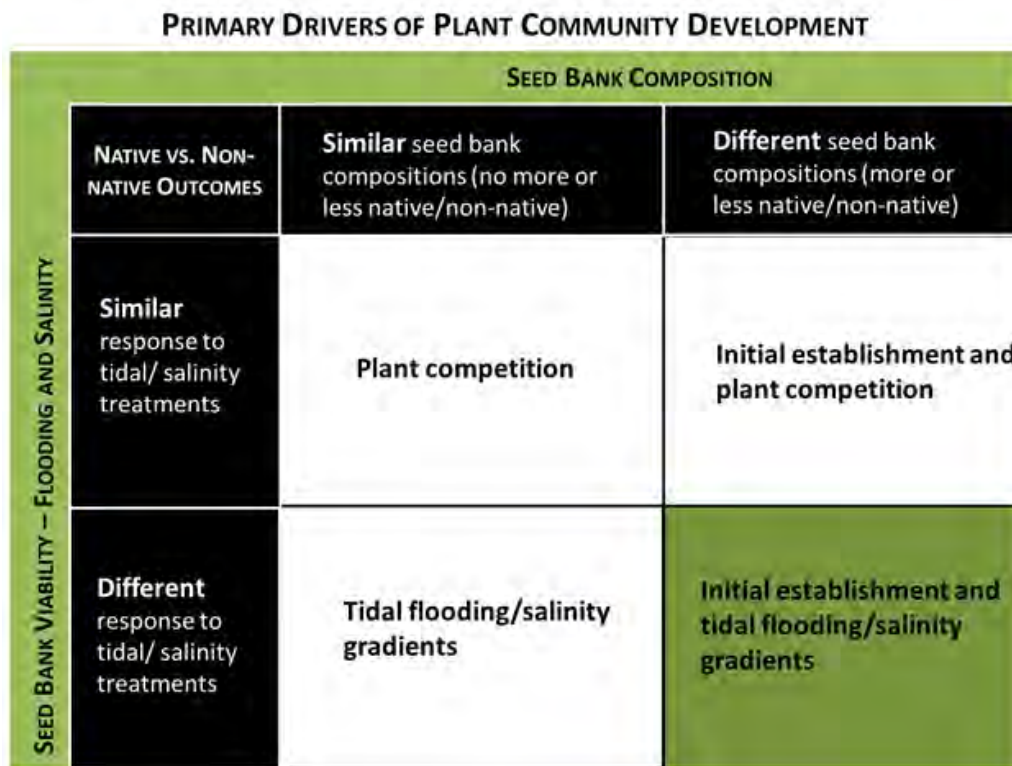 PRIMARY DRIVERS OF PLANT COMMUNITY DEVELOPMENT
SEED BANK COMPOSITION
NATIVE VS. NON-
NATIVE OUTCOMES
Similar seed bank
compositions (no more or
less native/non-native)
Different seed bank
compositions (more or
less native/non-native)
SEED BANK VIABILITY – FLOODING AND SALINITY
Similar
response to
tidal/ salinity
treatments
Plant competition
Initial establishment and
plant competition
Different
response to
tidal/ salinity
treatments
Tidal flooding/salinity
gradients
Initial establishment and
tidal flooding/salinity
gradients